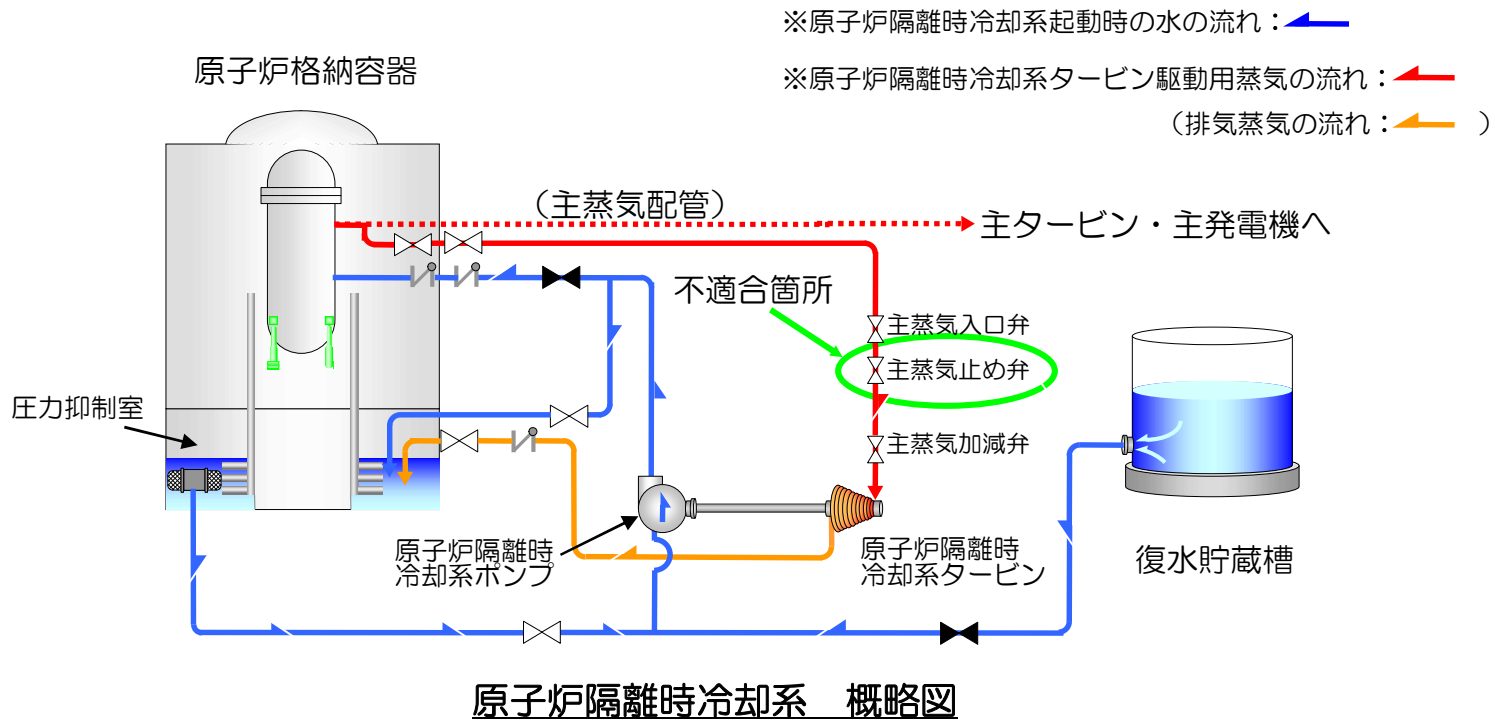 ※原子炉隔離時冷却系起動時の水の流れ：
※原子炉隔離時冷却系タービン駆動用蒸気の流れ：
（排気蒸気の流れ：　）
原子炉格納容器
（主蒸気配管）
主タービン・主発電機へ
不適合箇所
主蒸気入口弁
主蒸気止め弁
圧力抑制室
主蒸気加減弁
原子炉隔離時
冷却系ポンプ
原子炉隔離時
冷却系タービン
復水貯蔵槽
原子炉隔離時冷却系　概略図